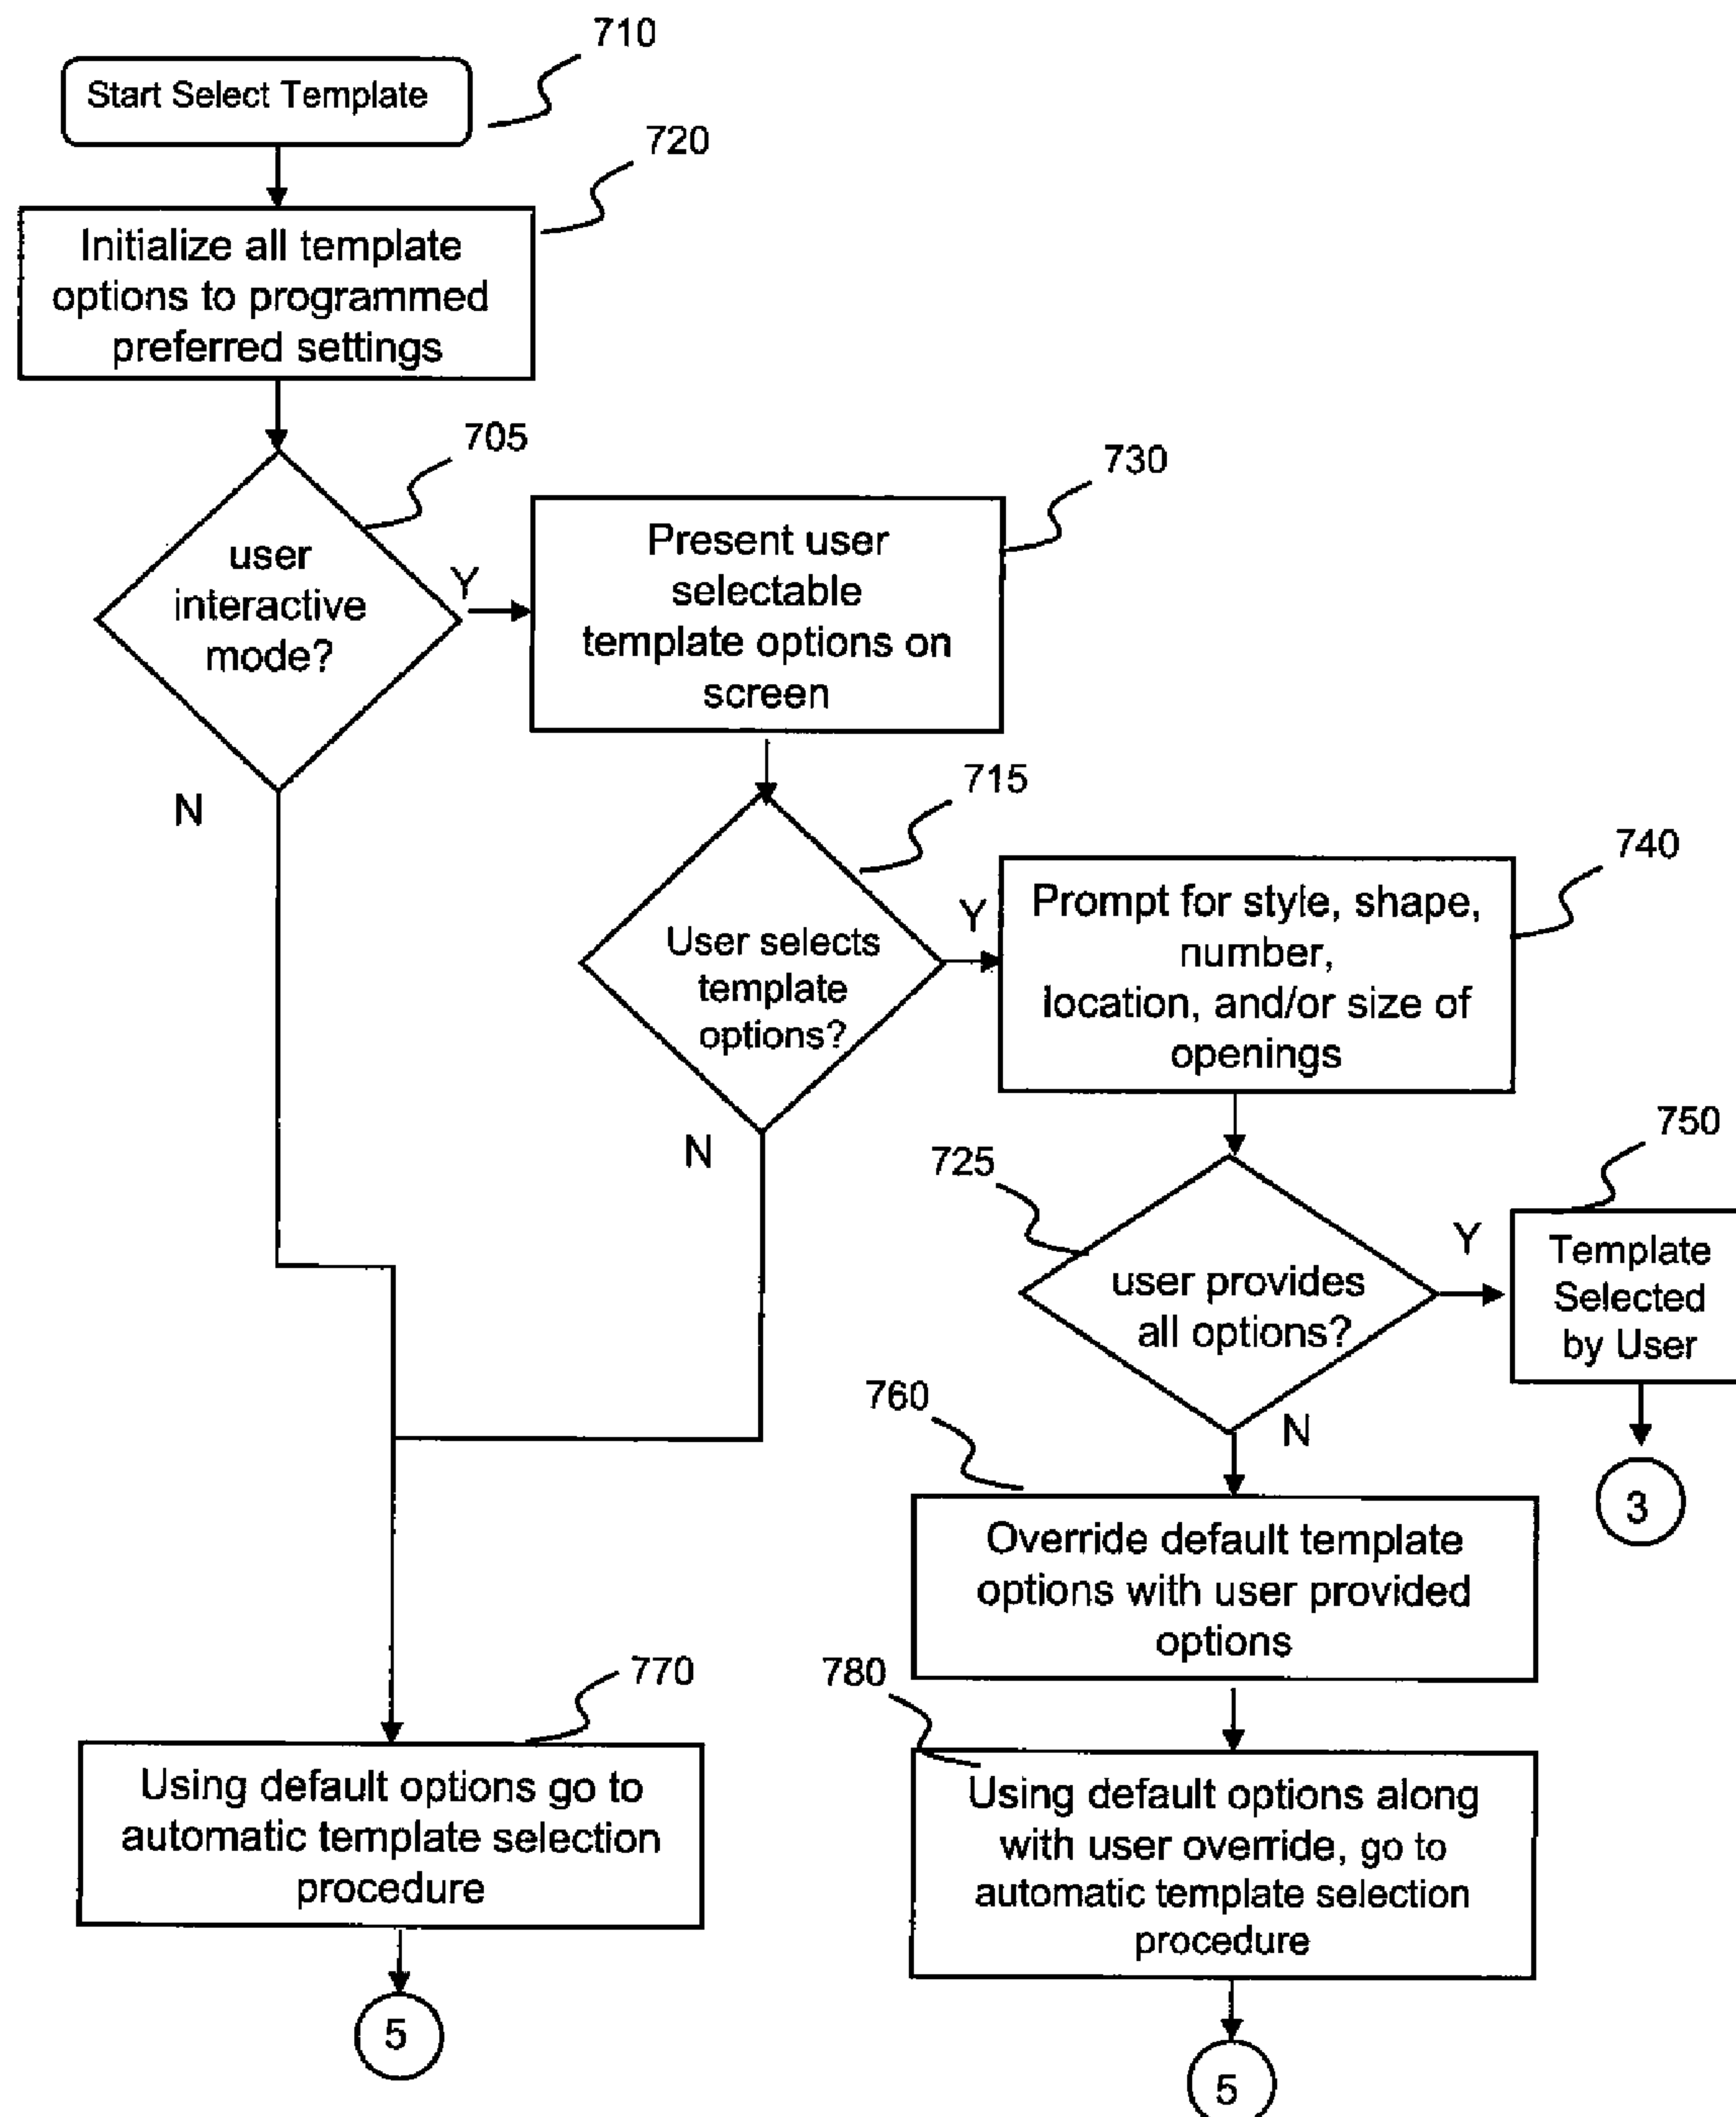 710
Start Select Template
720
Initialize all template
options to programmed
preferred settings
705
user
interactive
mode?
Y
N
730
Present user
selectable
template options on
screen
715
User selects
template
options?
Y
N
740
Prompt for style, shape,
number,
location, and/or size of
openings
725
user provides
all options?
Y
N
750
Template
Selected
by User
3
760
Override default template
options with user provided
options
770
Using default options go to
automatic template selection
procedure
5
780
Using default options along
with user override, go to
automatic template selection
procedure
5